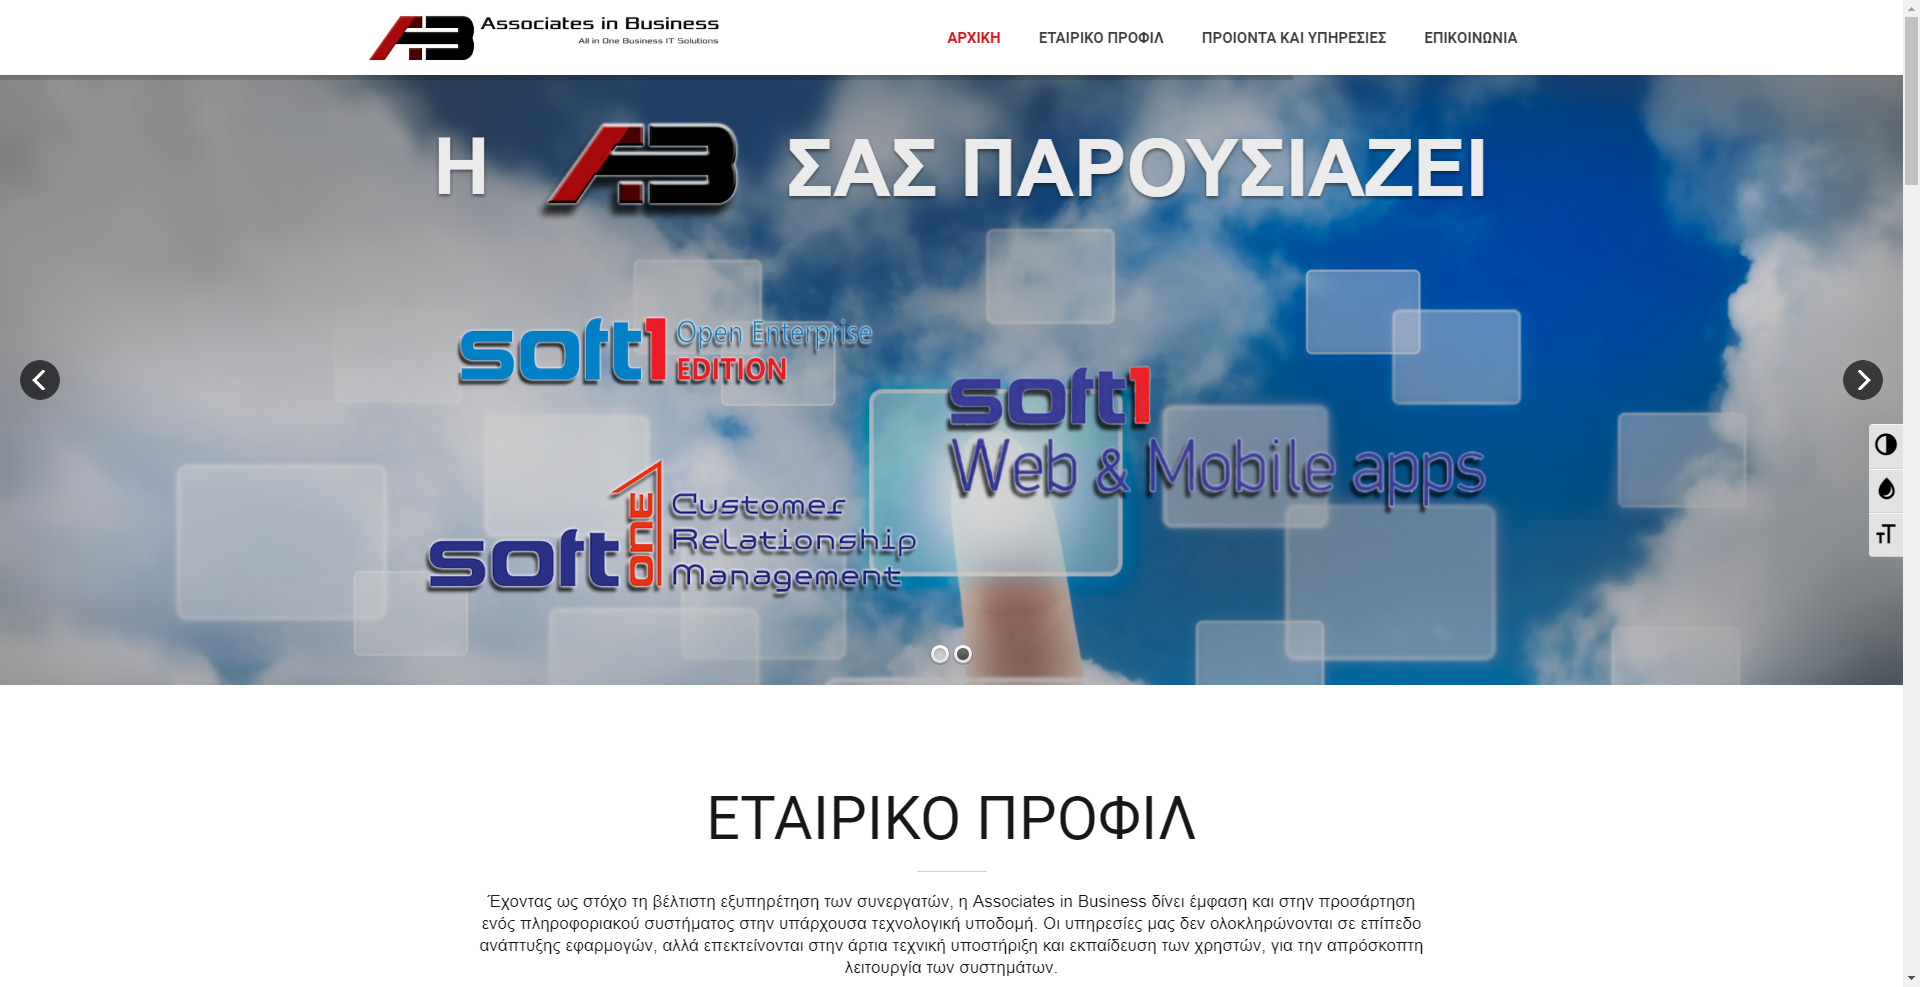 Associates in Business
All in One Business IT Solutions
ΑΡΧΙΚΗ ΕΤΑΙΡΙΚΟ ΠΡΟΦΙΛ ΠΡΟΙΟΝΤΑ ΚΑΙ ΥΠΗΡΕΣΙΕΣ ΕΠΙΚΟΙΝΩΝΙΑ
Η AB ΣΑΣ ΠΑΡΟΥΣΙΑΖΕΙ
soft1 Open Enterprise
EDITION
soft1
Web & Mobile apps
soft one Customer
Relationship
Management
ΕΤΑΙΡΙΚΟ ΠΡΟΦΙΛ
Έχοντας ως στόχο τη βέλτιστη εξυπηρέτηση των συνεργατών, η Associates in Business δίνει έμφαση και στην προσάρτηση
ενός πληροφοριακού συστήματος στην υπάρχουσα τεχνολογική υποδομή. Οι υπηρεσίες μας δεν ολοκληρώνονται σε επίπεδο
ανάπτυξης εφαρμογών, αλλά επεκτείνονται στην άρτια τεχνική υποστήριξη και εκπαίδευση των χρηστών, για την απρόσκοπτη
λειτουργία των συστημάτων.